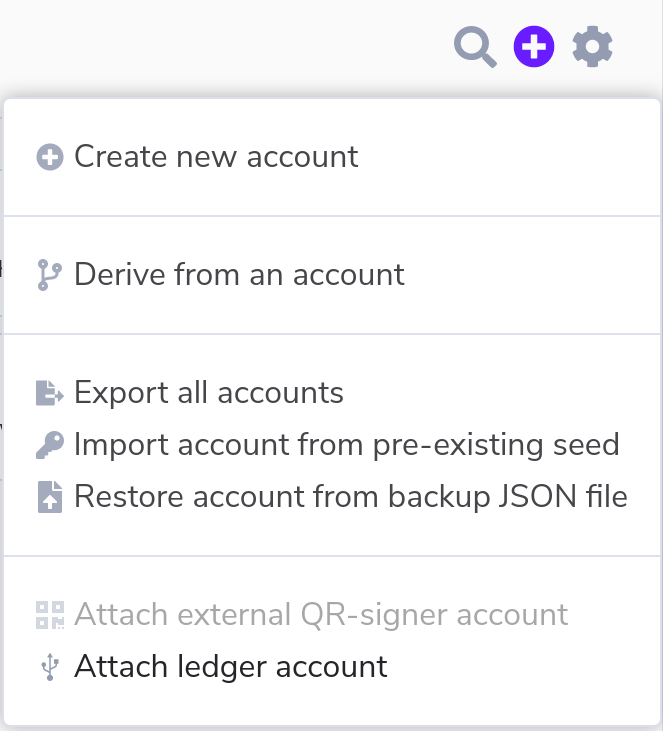 Create new account
Derive from an account
Export all accounts
Import account from pre-existing seed
Restore account from backup JSON file
Attach external QR-signer account
Attach ledger account